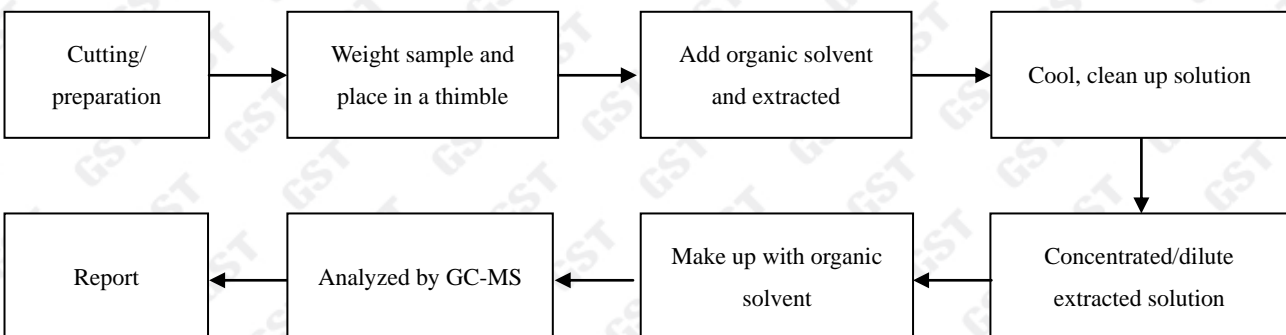 Cutting/
preparation
Weight sample and
place in a thimble
Add organic solvent
and extracted
Cool, clean up solution
Concentrated/dilute
extracted solution
Make up with organic
solvent
Analyzed by GC-MS
Report
GST